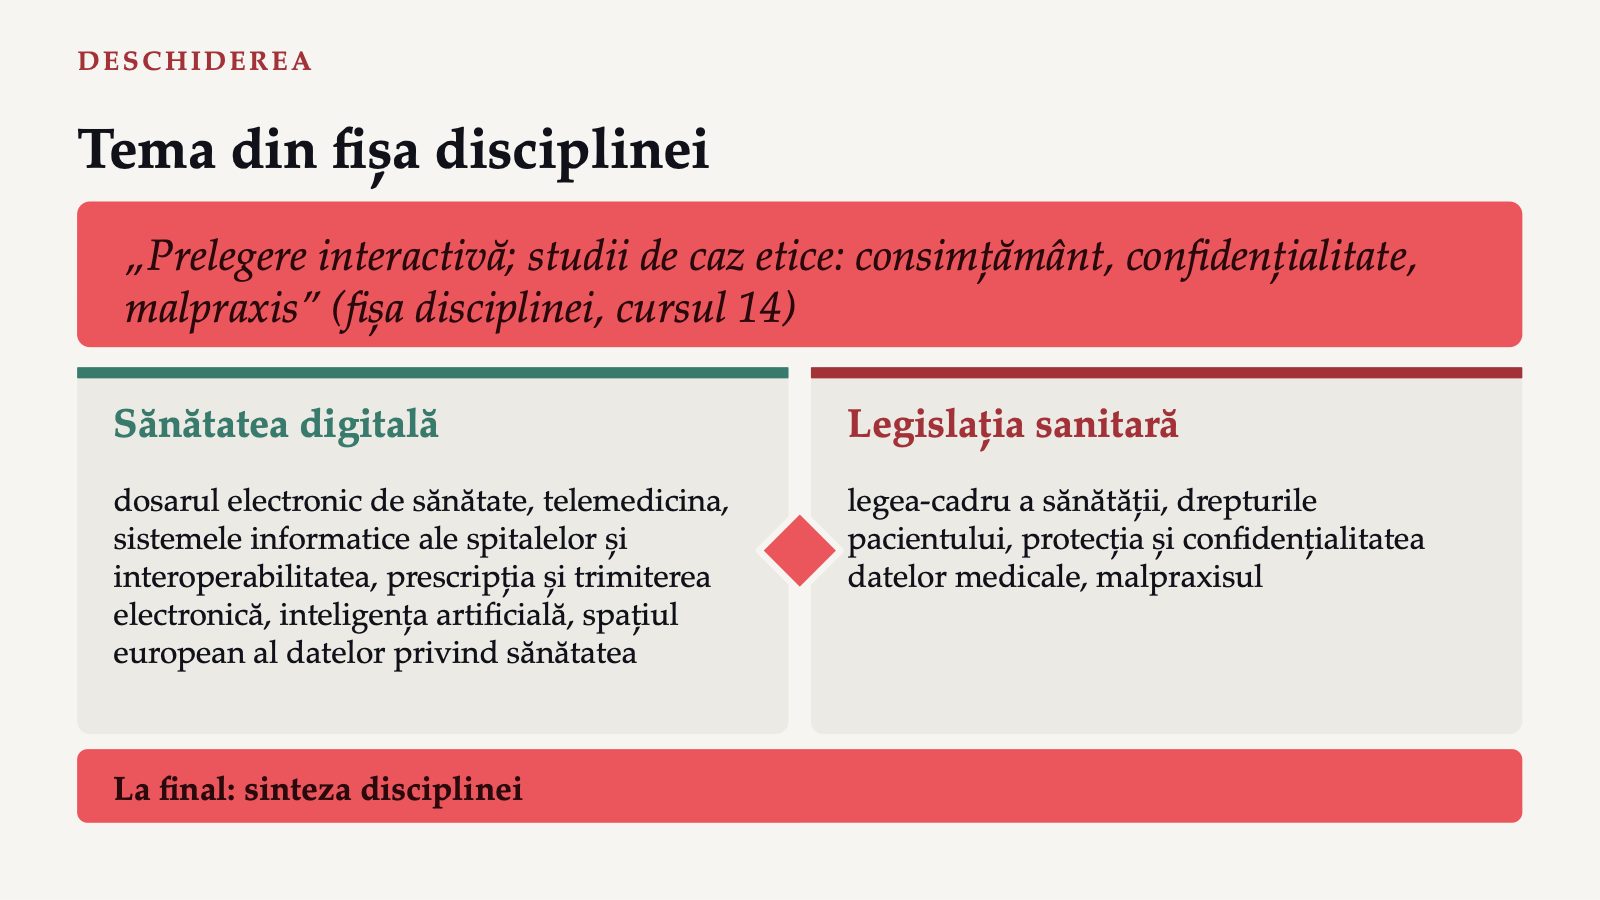 DESCHIDEREA
Tema din fișa disciplinei
„Prelegere interactivă; studii de caz etice: consimțământ, confidențialitate,
malpraxis” (fișa disciplinei, cursul 14)
Sănătatea digitală
dosarul electronic de sănătate, telemedicina,
sistemele informatice ale spitalelor și
interoperabilitatea, prescripția și trimiterea
electronică, inteligența artificială, spațiul
european al datelor privind sănătatea
Legislația sanitară
legea-cadru a sănătății, drepturile
pacientului, protecția și confidențialitatea
datelor medicale, malpraxisul
La final: sinteza disciplinei